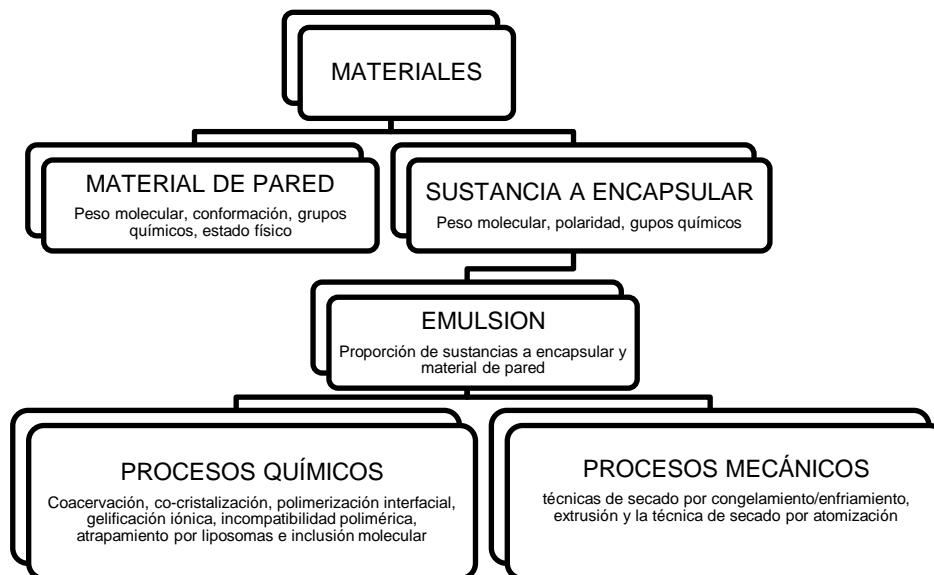 MATERIALES
MATERIAL DE PARED
Peso molecular, conformación, grupos
químicos, estado físico
SUSTANCIA A ENCAPSULAR
Peso molecular, polaridad, gupos químicos
EMULSION
Proporción de sustancias a encapsular y
material de pared
PROCESOS QUÍMICOS
Coacervación, co-cristalización, polimerización interfacial,
gelificación iónica, incompatibilidad polimérica,
atrapamiento por liposomas e inclusión molecular
PROCESOS MECÁNICOS
técnicas de secado por congelamiento/enfriamiento,
extrusión y la técnica de secado por atomización